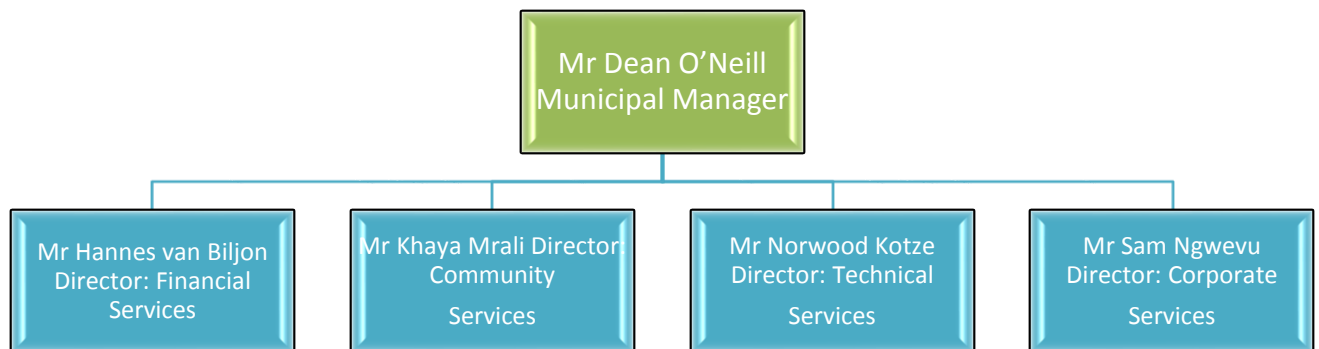 Mr Dean O’Neill
Municipal Manager
Mr Hannes van Biljon
Director: Financial
Services
Mr Khaya Mrali Director:
Community
Services
Mr Norwood Kotze
Director: Technical
Services
Mr Sam Ngwevu
Director: Corporate
Services